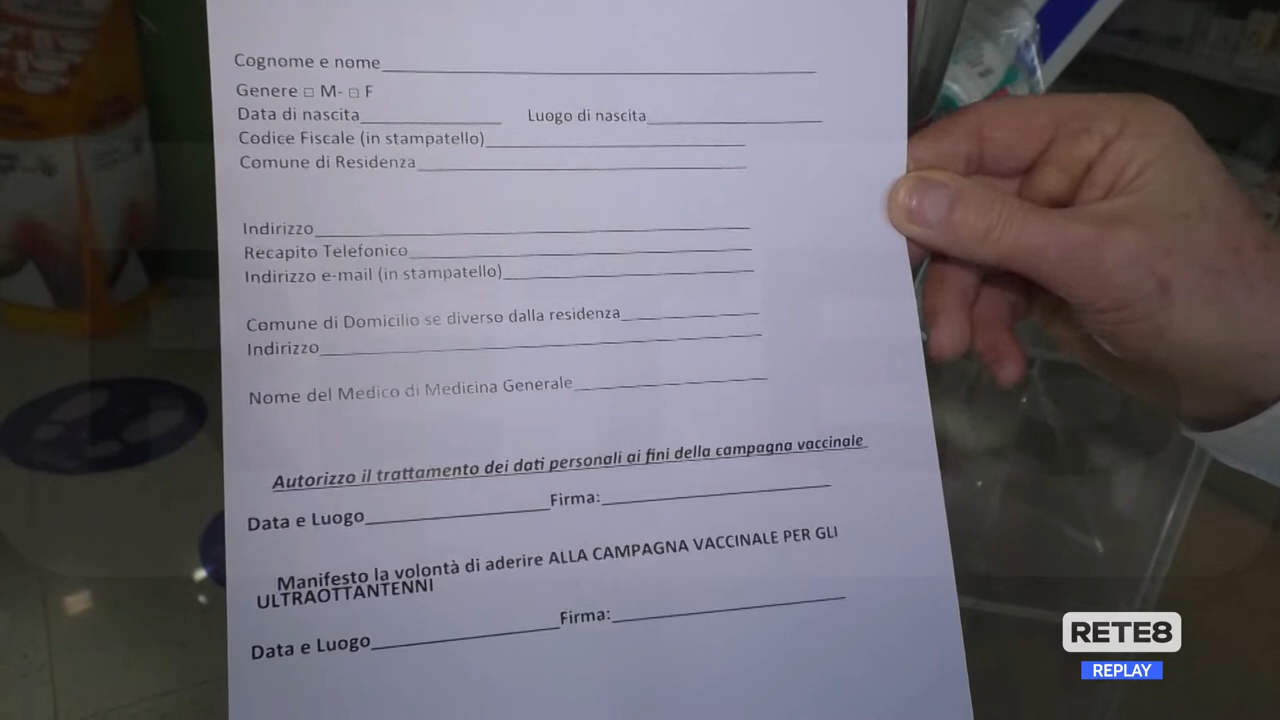 Cognome e nome
Genere □ M- □ F
Data di nascita Luogo di nascita
Codice Fiscale (in stampatello)
Comune di Residenza
Indirizzo
Recapito Telefonico
Indirizzo e-mail (in stampatello)
Comune di Domicilio se diverso dalla residenza
Indirizzo
Nome del Medico di Medicina Generale
Autorizzo il trattamento dei dati personali ai fini della campagna vaccinale
Data e Luogo Firma:
Manifesto la volontà di aderire ALLA CAMPAGNA VACCINALE PER GLI
ULTRAOTTANTENNI
Data e Luogo Firma:
RETE8
REPLAY